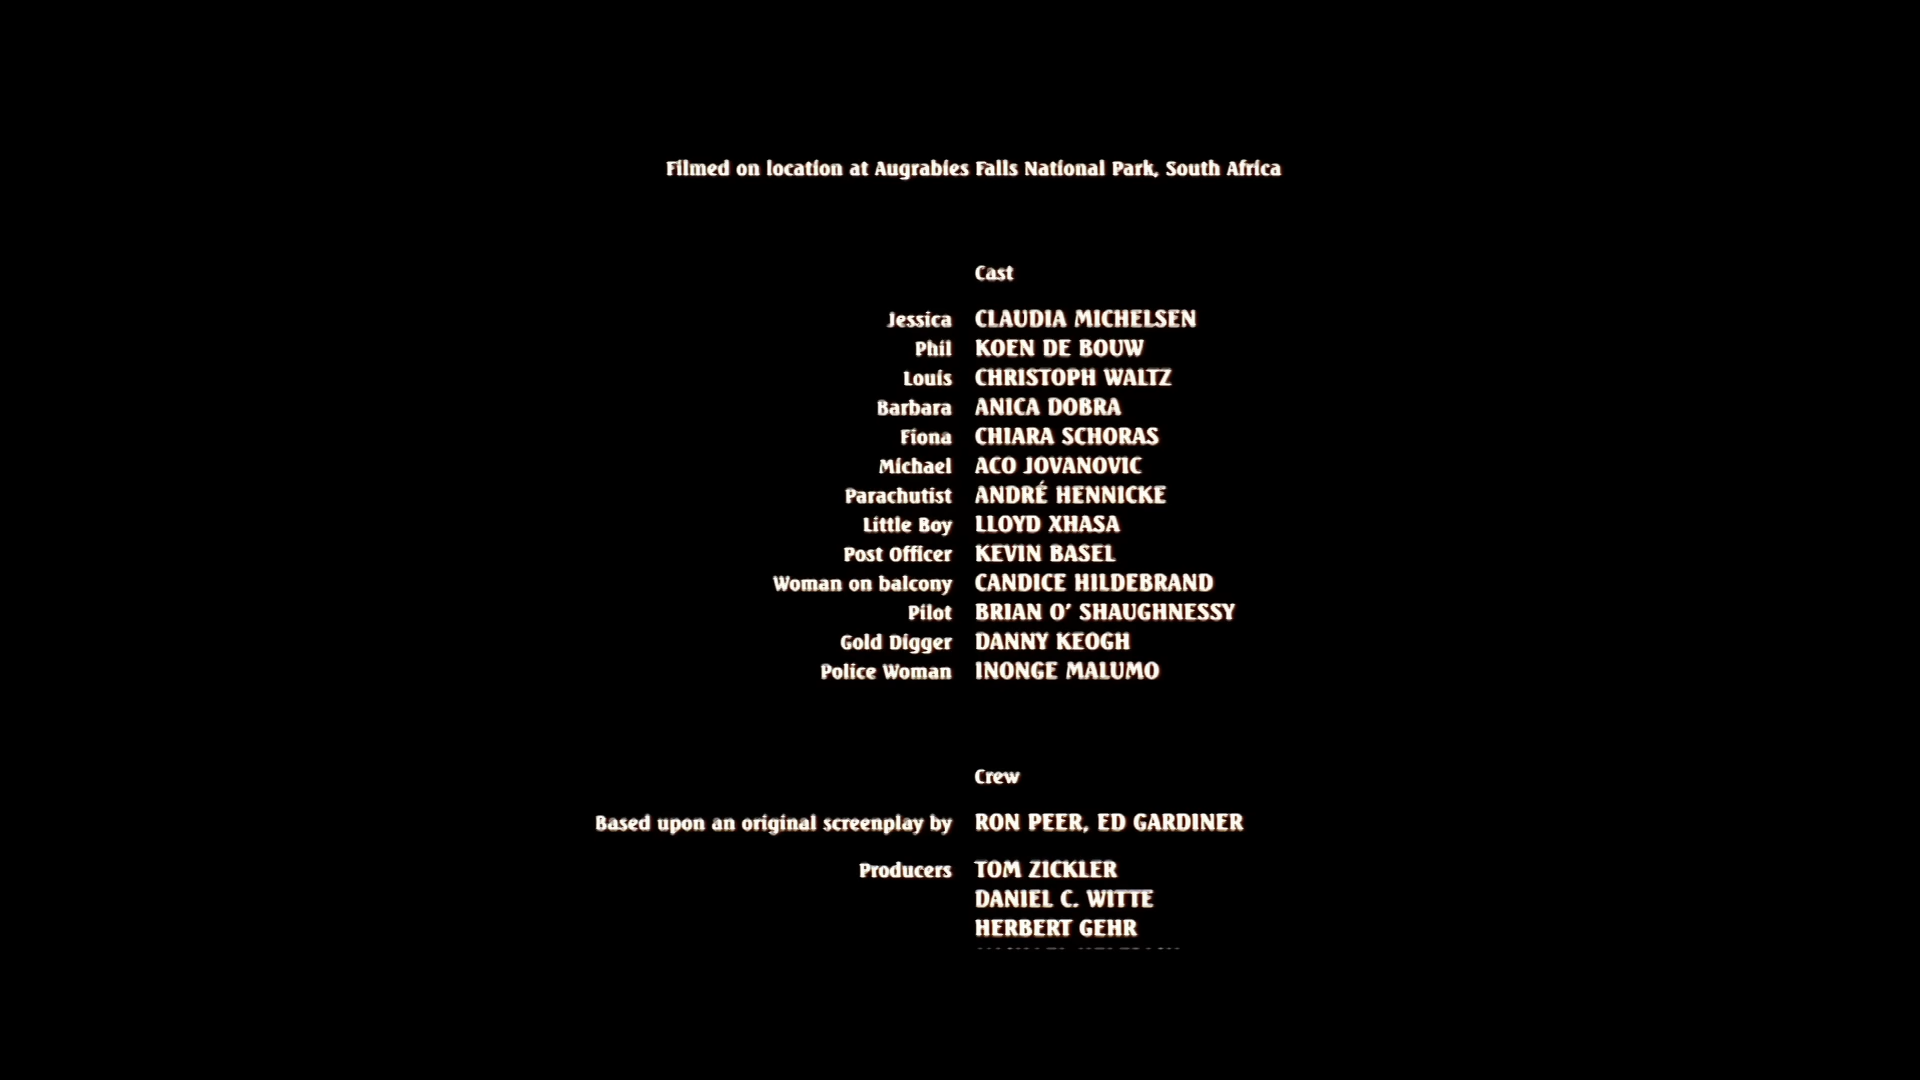 Filmed on location at Augrabies Falls National Park, South Africa
Cast
Jessica CLAUDIA MICHELSEN
Phil KOEN DE BOUW
Louis CHRISTOPH WALTZ
Barbara ANICA DOBRA
Fiona CHIARA SCHORAS
Michael ACO JOVANOVIC
Parachutist ANDRÉ HENNICKE
Little Boy LLOYD XHASA
Post Officer KEVIN BASEL
Woman on balcony CANDICE HILDEBRAND
Pilot BRIAN O' SHAUGHNESSY
Gold Digger DANNY KEOGH
Police Woman INONGE MALUMO
Crew
Based upon an original screenplay by RON PEER, ED GARDINER
Producers TOM ZICKLER
DANIEL C. WITTE
HERBERT GEHR